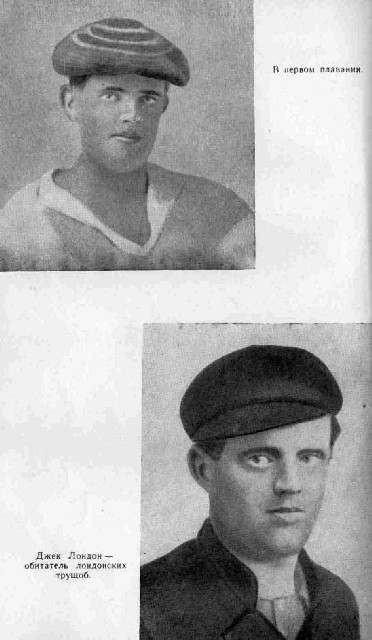 В первом плавании.
Джек Лондон —
обитатель лондонских
трущоб.